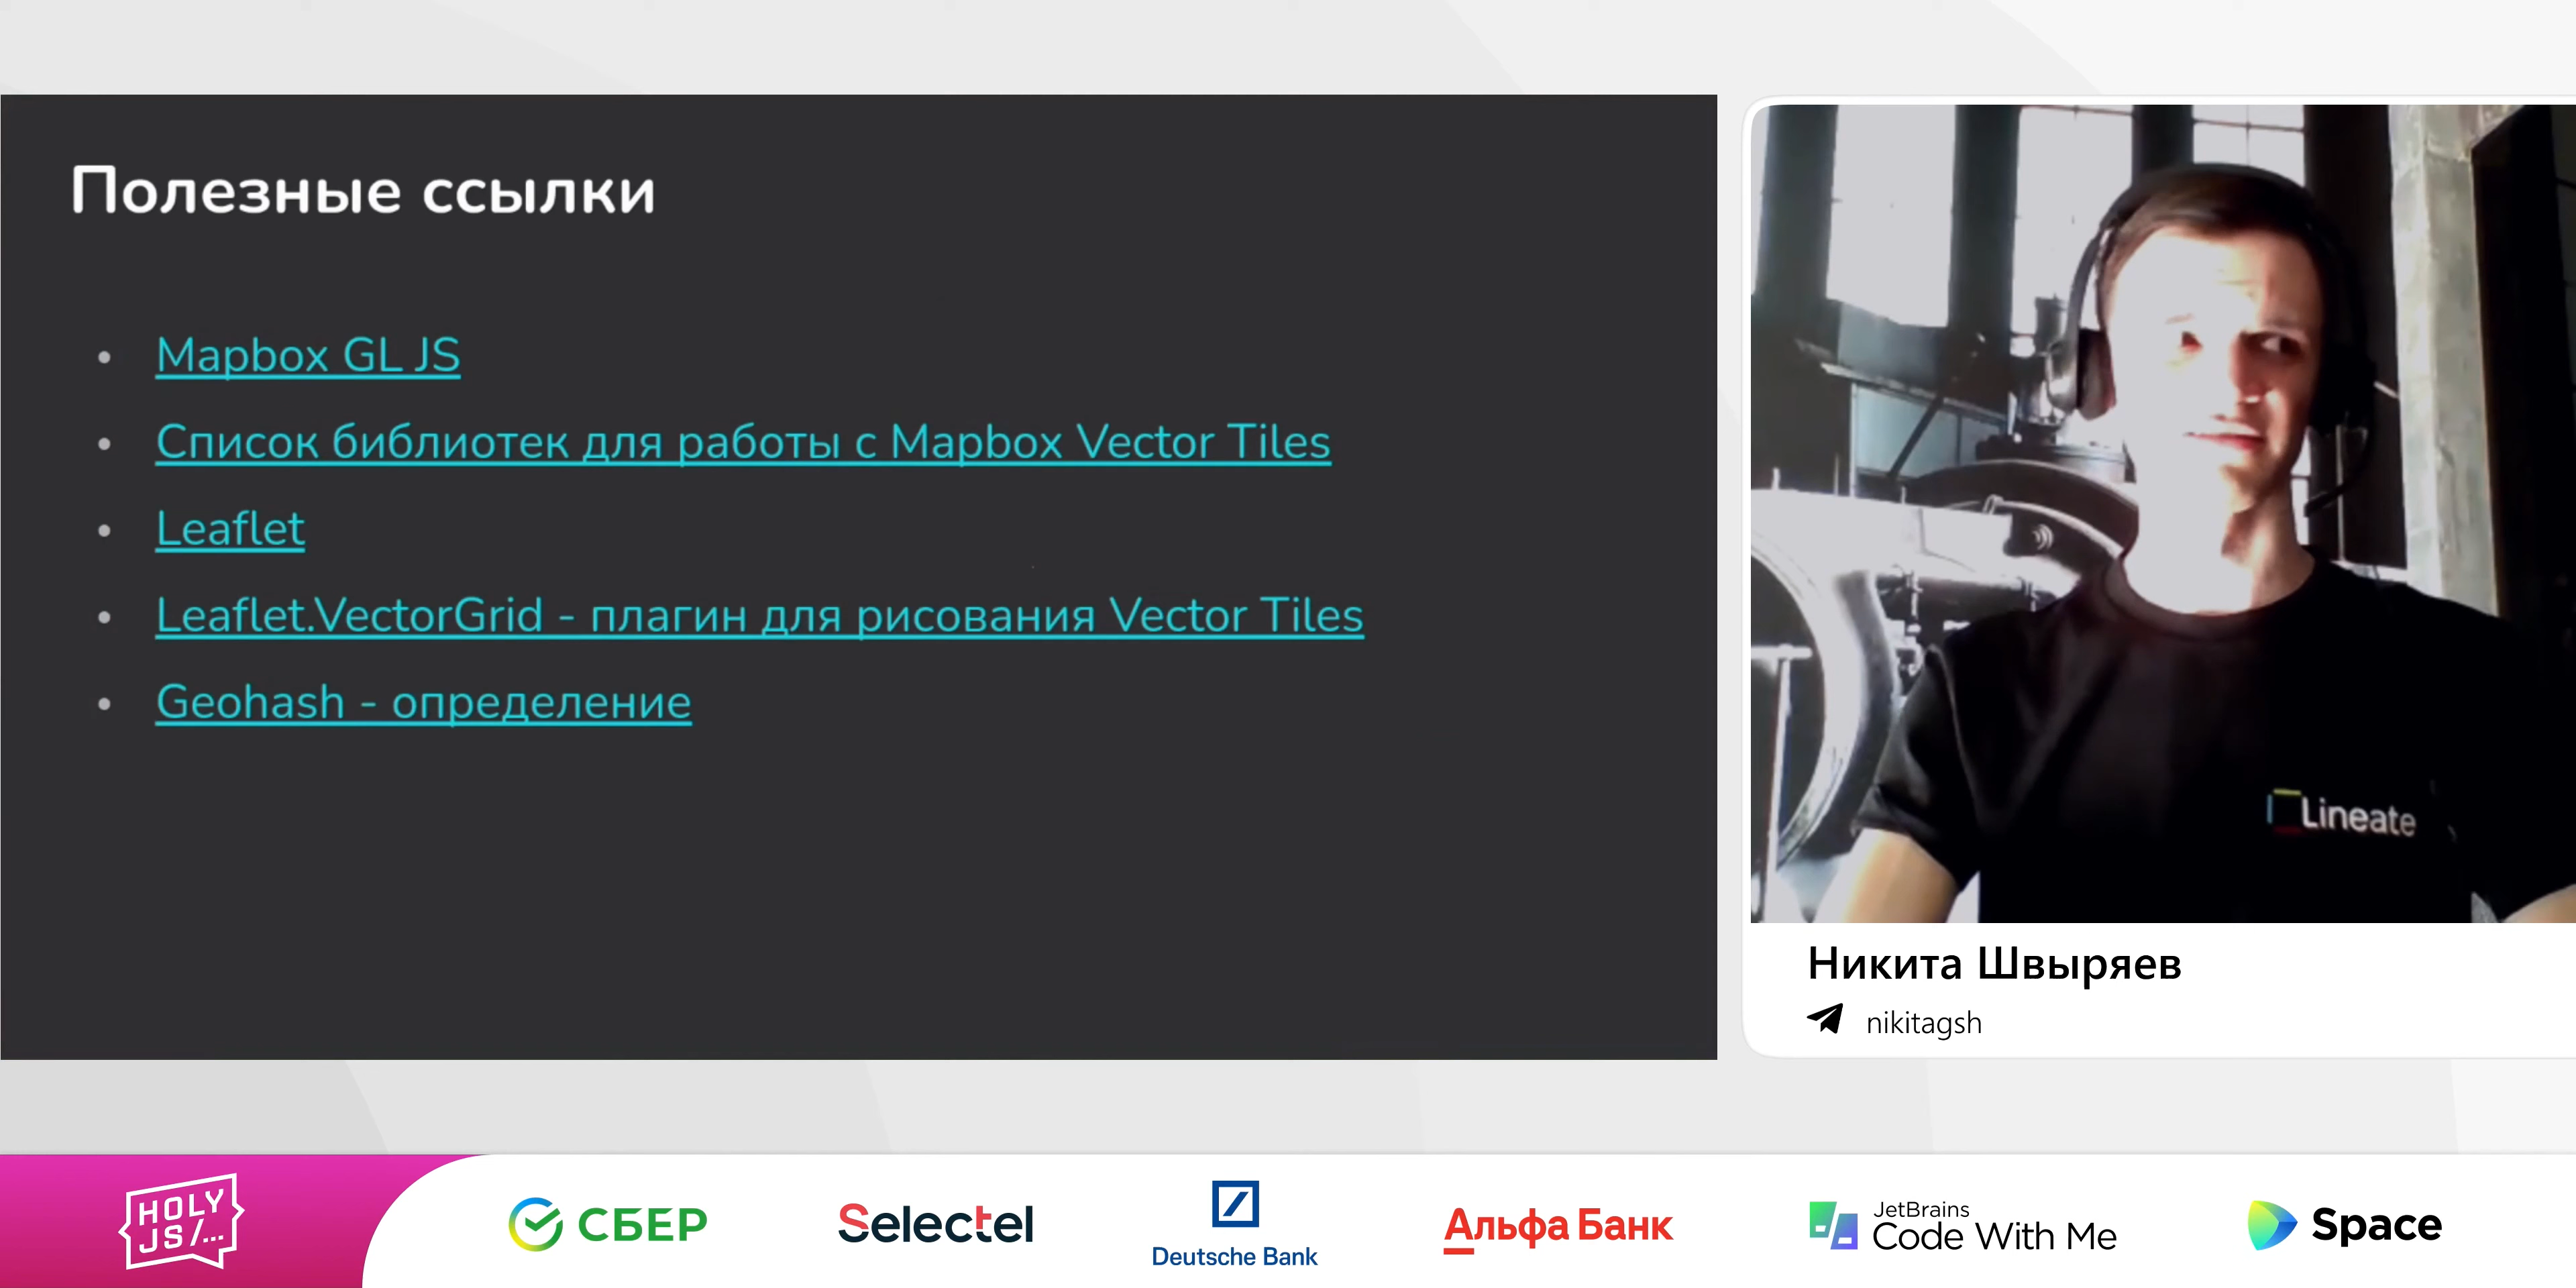 Полезные ссылки
Mapbox GL JS
Список библиотек для работы с Mapbox Vector Tiles
Leaflet
Leaflet.VectorGrid - плагин для рисования Vector Tiles
Geohash - определение
Lineate
Никита Швыряев
nikitagsh
HOLY
JS/...
СБЕР
Selectel
Deutsche Bank
Альфа Банк
JetBrains
Code With Me
Space